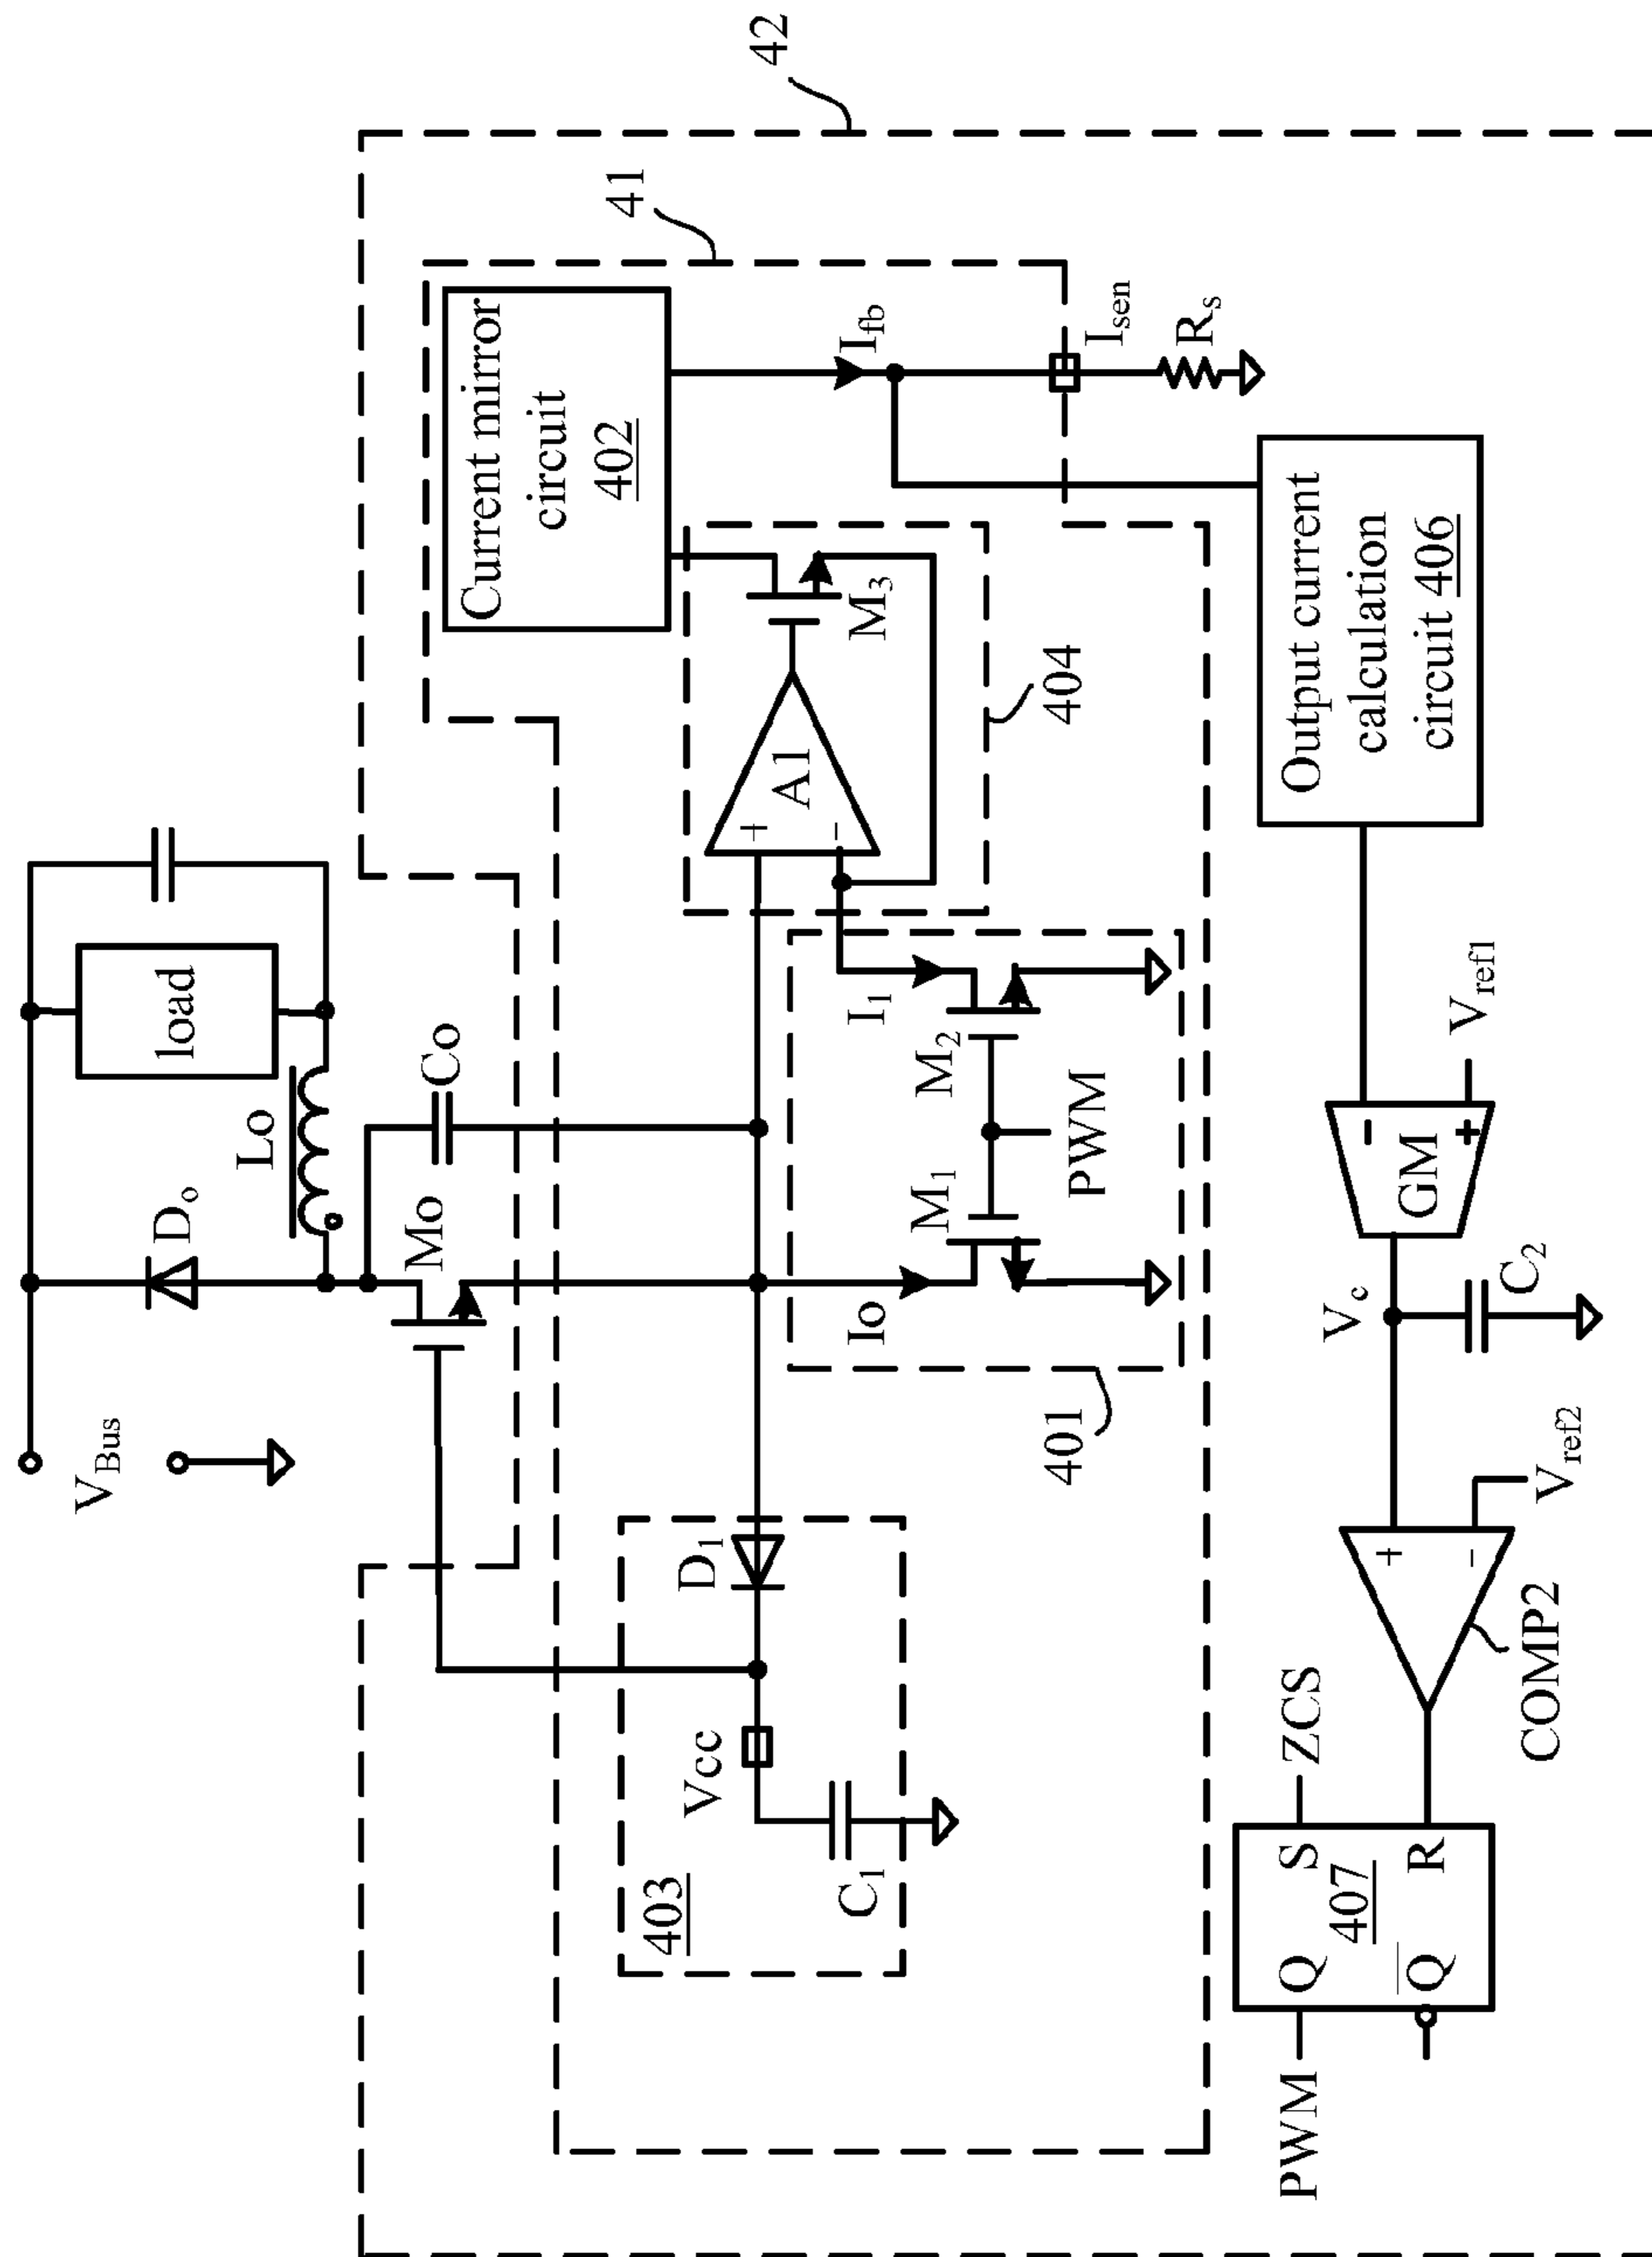 V_Bus
D_o
Lo
load
Mo
Co
42
41
Current mirror
circuit
402
I_fb
I_sen
R_s
403
Vcc
C_1
D_1
A1
+
−
M_3
404
Io
I_1
M_1
M_2
PWM
401
PWM
Q
S
407
Q̅
R
ZCS
COMP2
+
−
V_ref2
V_c
C_2
GM
-
+
V_ref1
Output current
calculation
circuit 406